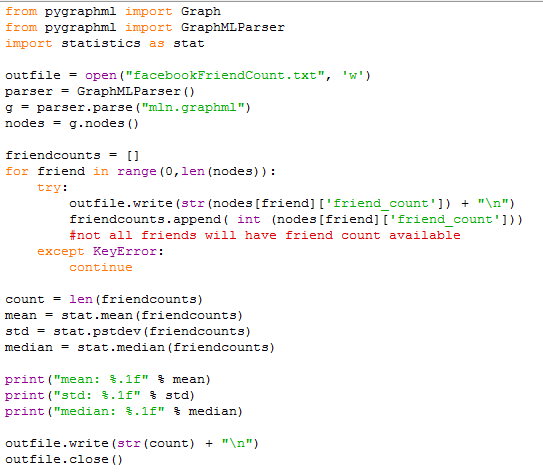 from pygraphml import Graph
from pygraphml import GraphMLParser
import statistics as stat

outfile = open("facebookFriendCount.txt", 'w')
parser = GraphMLParser()
g = parser.parse("mln.graphml")
nodes = g.nodes()

friendcounts = []
for friend in range(0,len(nodes)):
    try:
        outfile.write(str(nodes[friend]['friend_count']) + "\n")
        friendcounts.append( int (nodes[friend]['friend_count']))
        #not all friends will have friend count available
    except KeyError:
        continue

count = len(friendcounts)
mean = stat.mean(friendcounts)
std = stat.pstdev(friendcounts)
median = stat.median(friendcounts)

print("mean: %.1f" % mean)
print("std: %.1f" % std)
print("median: %.1f" % median)

outfile.write(str(count) + "\n")
outfile.close()